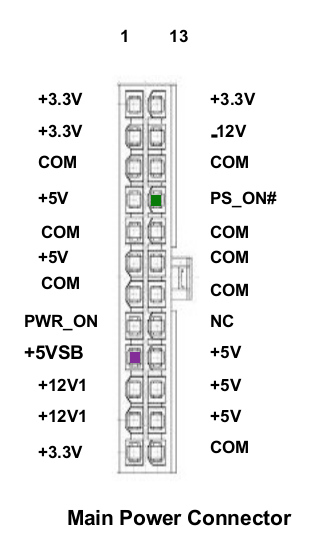 1 13
+3.3V +3.3V
+3.3V -12V
COM COM
+5V PS_ON#
COM COM
+5V COM
COM COM
PWR_ON NC
+5VSB +5V
+12V1 +5V
+12V1 +5V
+3.3V COM
Main Power Connector